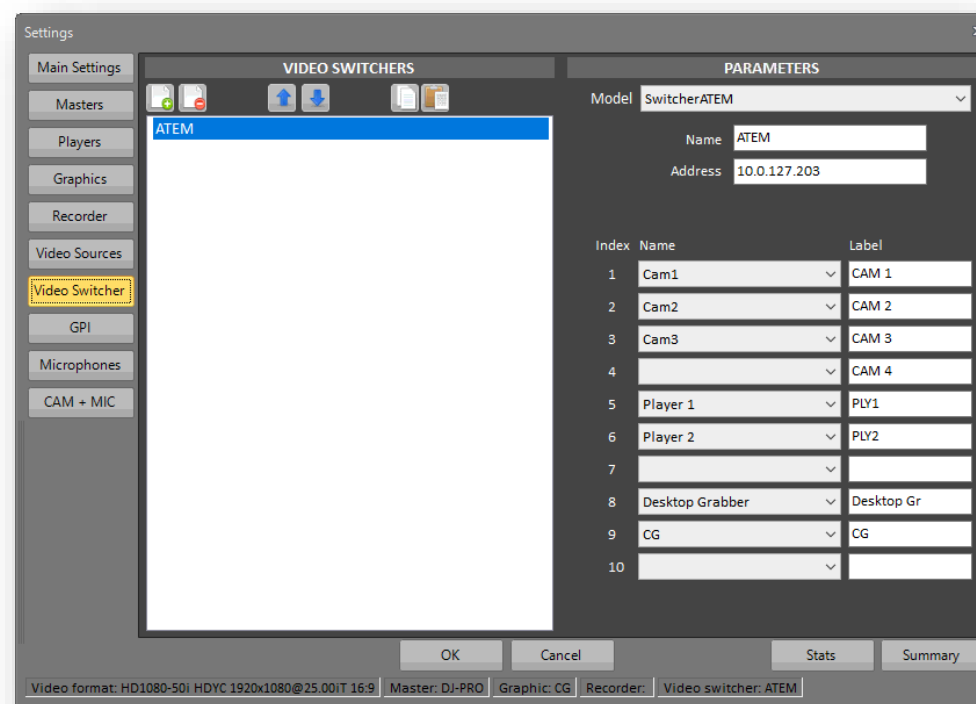 Settings
Main Settings
Masters
Players
Graphics
Recorder
Video Sources
Video Switcher
GPI
Microphones
CAM + MIC
VIDEO SWITCHERS
ATEM
PARAMETERS
Model SwitcherATEM
Name ATEM
Address 10.0.127.203
Index Name Label
1 Cam1 CAM 1
2 Cam2 CAM 2
3 Cam3 CAM 3
4 CAM 4
5 Player 1 PLY1
6 Player 2 PLY2
7
8 Desktop Grabber Desktop Gr
9 CG CG
10
OK Cancel Stats Summary
Video format: HD1080-50i HDYC 1920x1080@25.00iT 16:9 Master: DJ-PRO Graphic: CG Recorder: Video switcher: ATEM